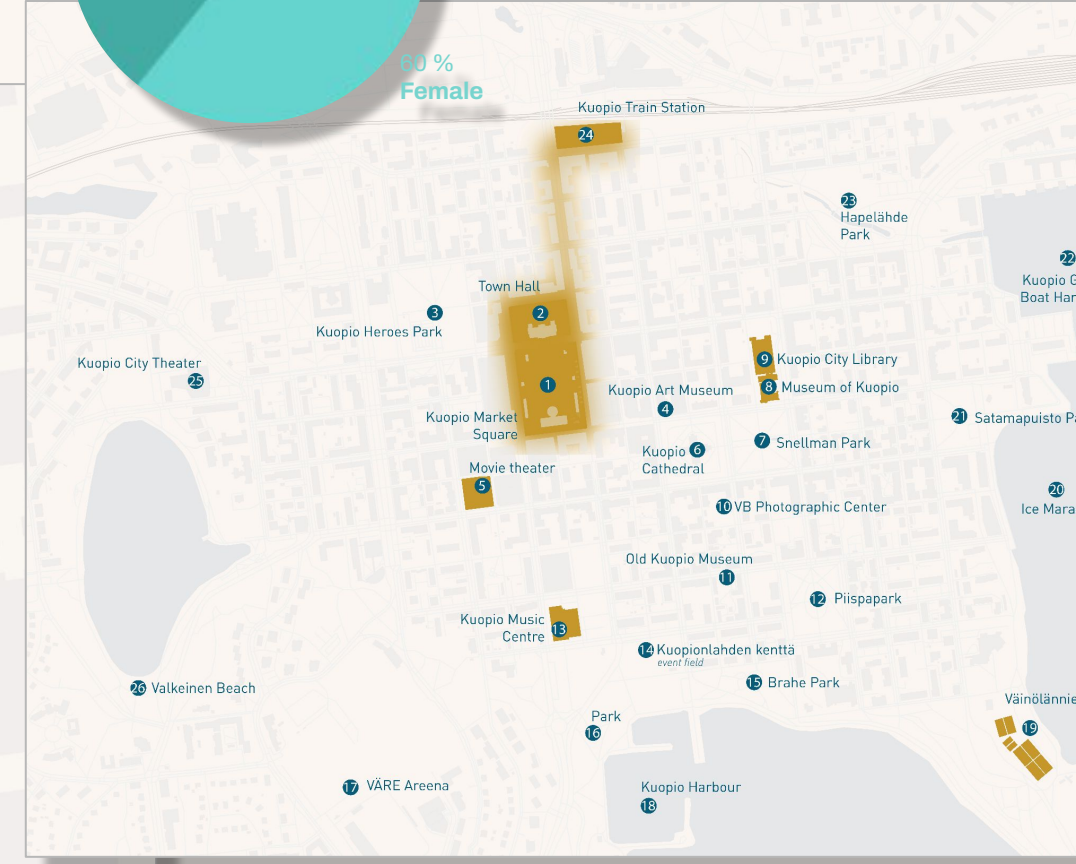 60 %
Female
Kuopio Train Station
24
23
Hapelähde
Park
22
Kuopio
Boat
Town Hall
2
3
Kuopio Heroes Park
Kuopio City Theater
25
9 Kuopio City Library
8 Museum of Kuopio
1
Kuopio Art Museum
4
Kuopio Market
Square
21 Satamapuisto
7 Snellman Park
Kuopio 6
Cathedral
Movie theater
5
20
Ice
10 VB Photographic Center
Old Kuopio Museum
11
12 Piispapark
Kuopio Music
Centre
13
14 Kuopionlahden kenttä
event field
15 Brahe Park
26 Valkeinen Beach
19
Park
16
17 VÄRE Areena
Kuopio Harbour
18